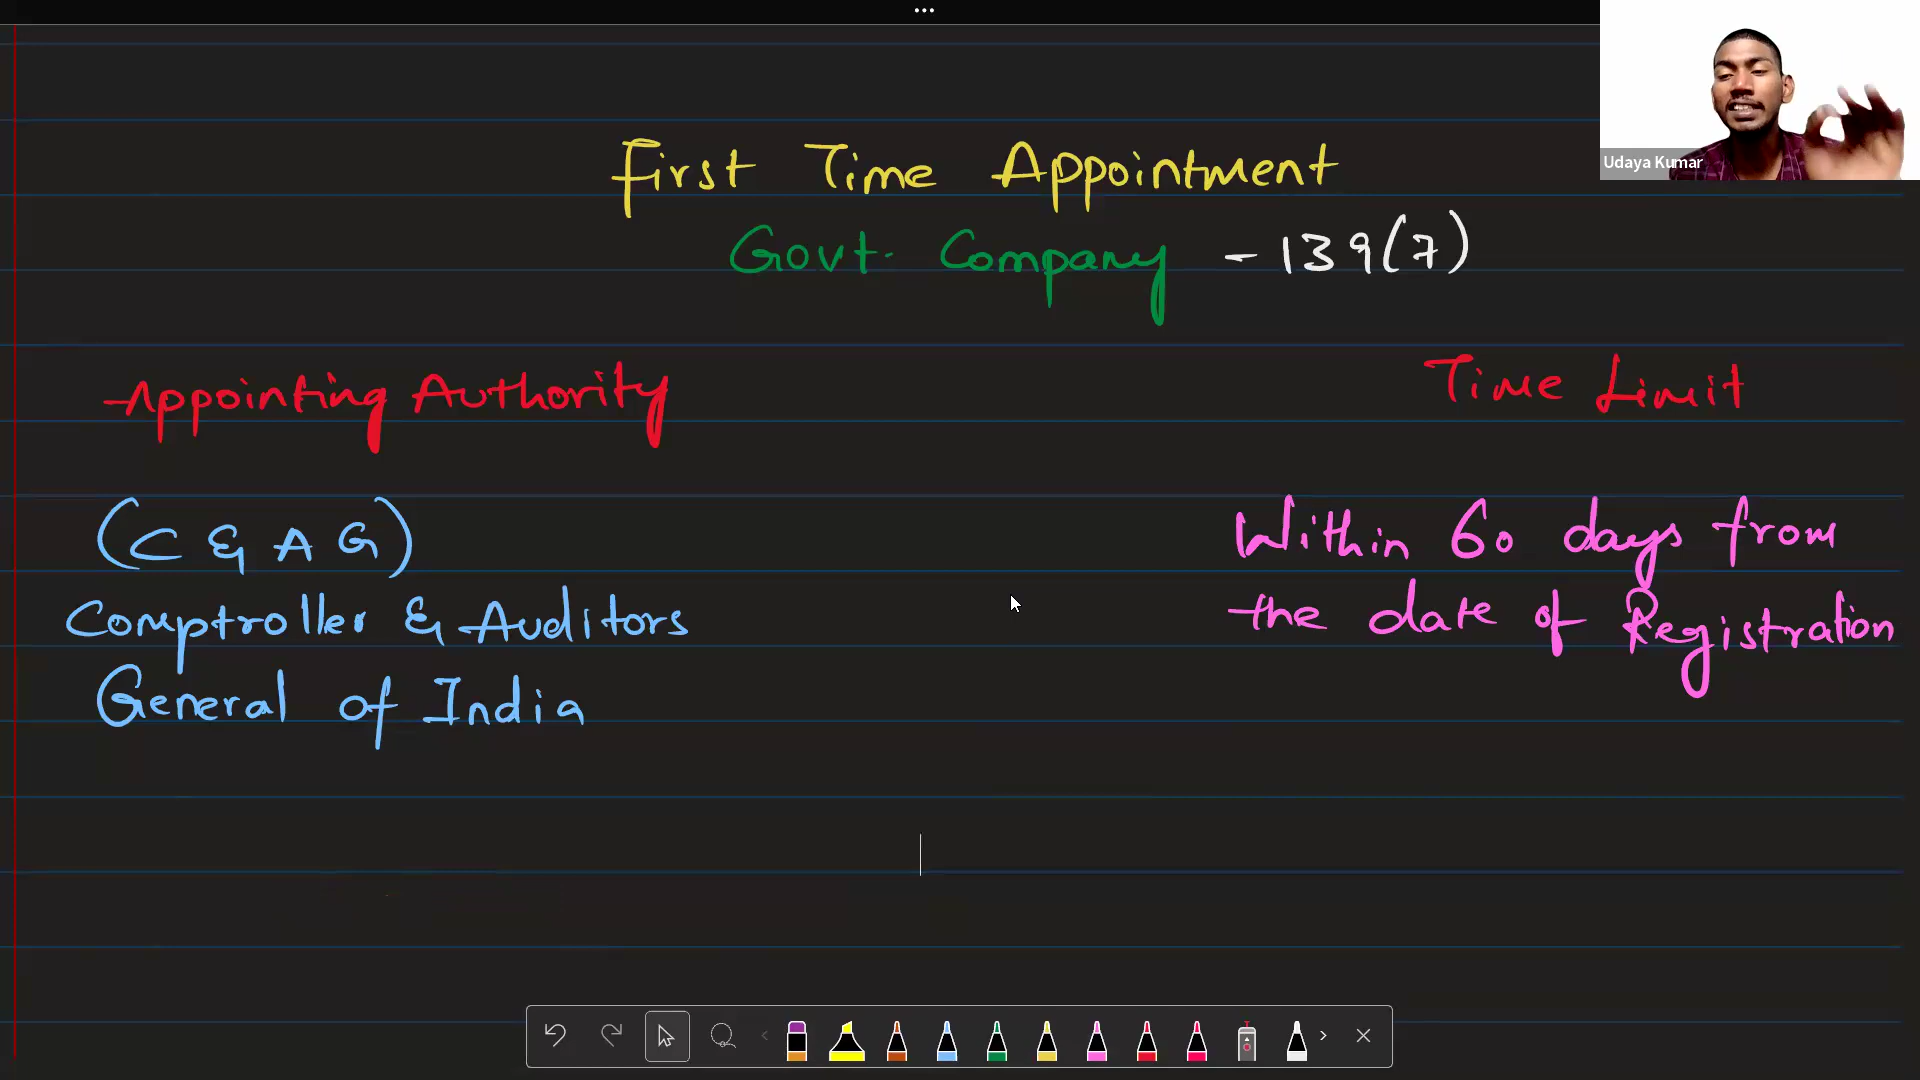 Udaya Kumar
First Time Appointment
Govt. Company - 139(7)
Appointing Authority
Time Limit
(C & A G)
Comptroller & Auditors
General of India
Within 60 days from
the date of Registration